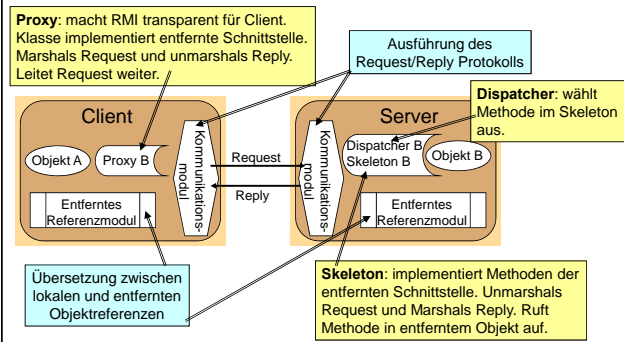 Proxy: macht RMI transparent für Client.
Klasse implementiert entfernte Schnittstelle.
Marshals Request und unmarshals Reply.
Leitet Request weiter.
Ausführung des
Request/Reply Protokolls
Dispatcher: wählt
Methode im Skeleton
aus.
Client
Objekt A
Proxy B
Kommunikations-
modul
Entferntes
Referenzmodul
Request
Reply
Server
Kommunikations-
modul
Dispatcher B
Skeleton B
Objekt B
Entferntes
Referenzmodul
Übersetzung zwischen
lokalen und entfernten
Objektreferenzen
Skeleton: implementiert Methoden der
entfernten Schnittstelle. Unmarshals
Request und Marshals Reply. Ruft
Methode in entferntem Objekt auf.